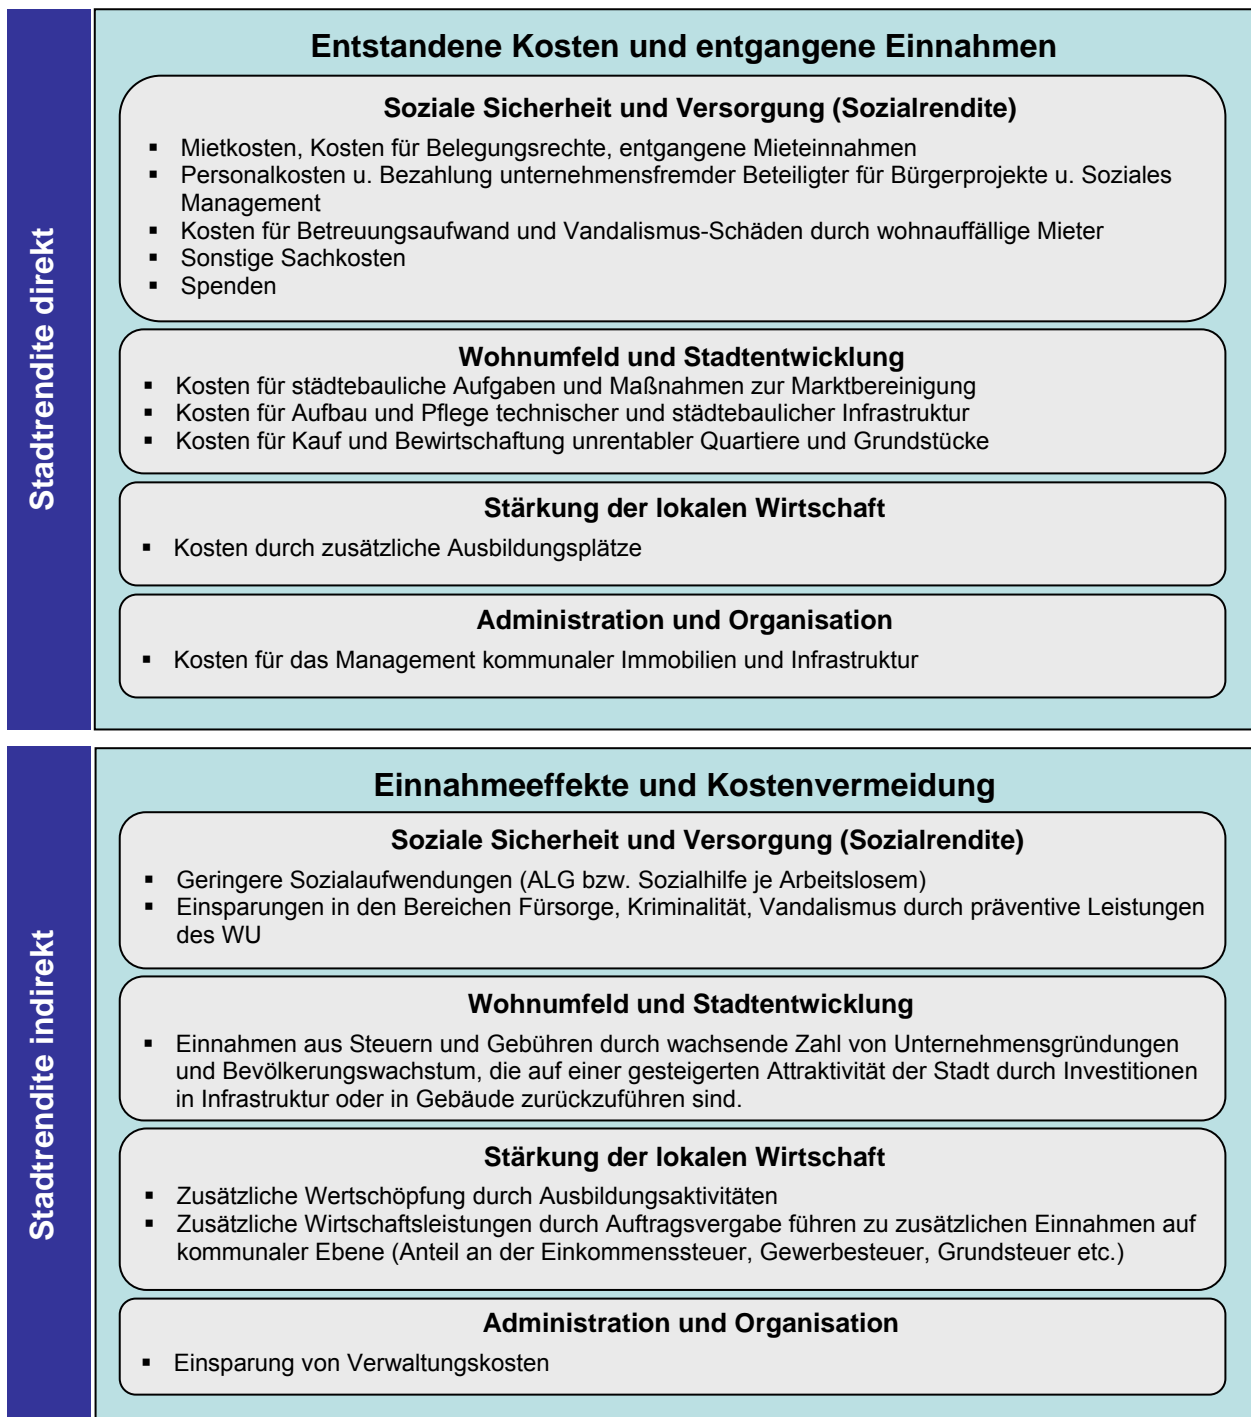 Stadtrendite direkt
Entstandene Kosten und entgangene Einnahmen
Soziale Sicherheit und Versorgung (Sozialrendite)
▪ Mietkosten, Kosten für Belegungsrechte, entgangene Mieteinnahmen
▪ Personalkosten u. Bezahlung unternehmensfremder Beteiligter für Bürgerprojekte u. Soziales
Management
▪ Kosten für Betreuungsaufwand und Vandalismus-Schäden durch wohnauffällige Mieter
▪ Sonstige Sachkosten
▪ Spenden
Wohnumfeld und Stadtentwicklung
▪ Kosten für städtebauliche Aufgaben und Maßnahmen zur Marktbereinigung
▪ Kosten für Aufbau und Pflege technischer und städtebaulicher Infrastruktur
▪ Kosten für Kauf und Bewirtschaftung unrentabler Quartiere und Grundstücke
Stärkung der lokalen Wirtschaft
▪ Kosten durch zusätzliche Ausbildungsplätze
Administration und Organisation
▪ Kosten für das Management kommunaler Immobilien und Infrastruktur
Stadtrendite indirekt
Einnahmeeffekte und Kostenvermeidung
Soziale Sicherheit und Versorgung (Sozialrendite)
▪ Geringere Sozialaufwendungen (ALG bzw. Sozialhilfe je Arbeitslosem)
▪ Einsparungen in den Bereichen Fürsorge, Kriminalität, Vandalismus durch präventive Leistungen
des WU
Wohnumfeld und Stadtentwicklung
▪ Einnahmen aus Steuern und Gebühren durch wachsende Zahl von Unternehmensgründungen
und Bevölkerungswachstum, die auf einer gesteigerten Attraktivität der Stadt durch Investitionen
in Infrastruktur oder in Gebäude zurückzuführen sind.
Stärkung der lokalen Wirtschaft
▪ Zusätzliche Wertschöpfung durch Ausbildungsaktivitäten
▪ Zusätzliche Wirtschaftsleistungen durch Auftragsvergabe führen zu zusätzlichen Einnahmen auf
kommunaler Ebene (Anteil an der Einkommenssteuer, Gewerbesteuer, Grundsteuer etc.)
Administration und Organisation
▪ Einsparung von Verwaltungskosten